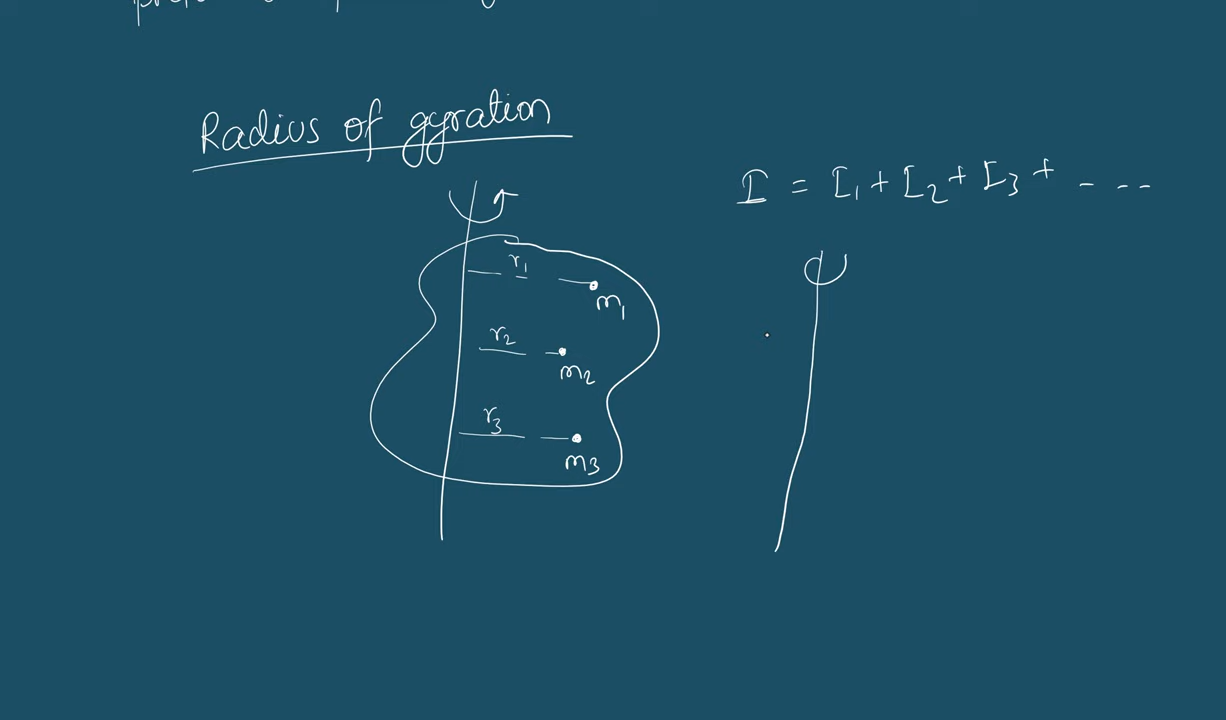 Radius of gyration
I = I1 + I2 + I3 + - - -
r1
m1
r2
m2
r3
m3